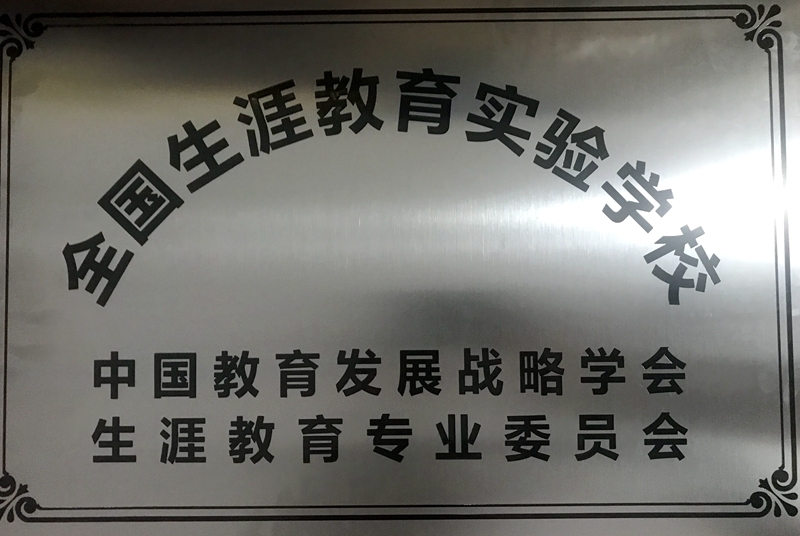 全国生涯教育实验学校
中国教育发展战略学会
生涯教育专业委员会